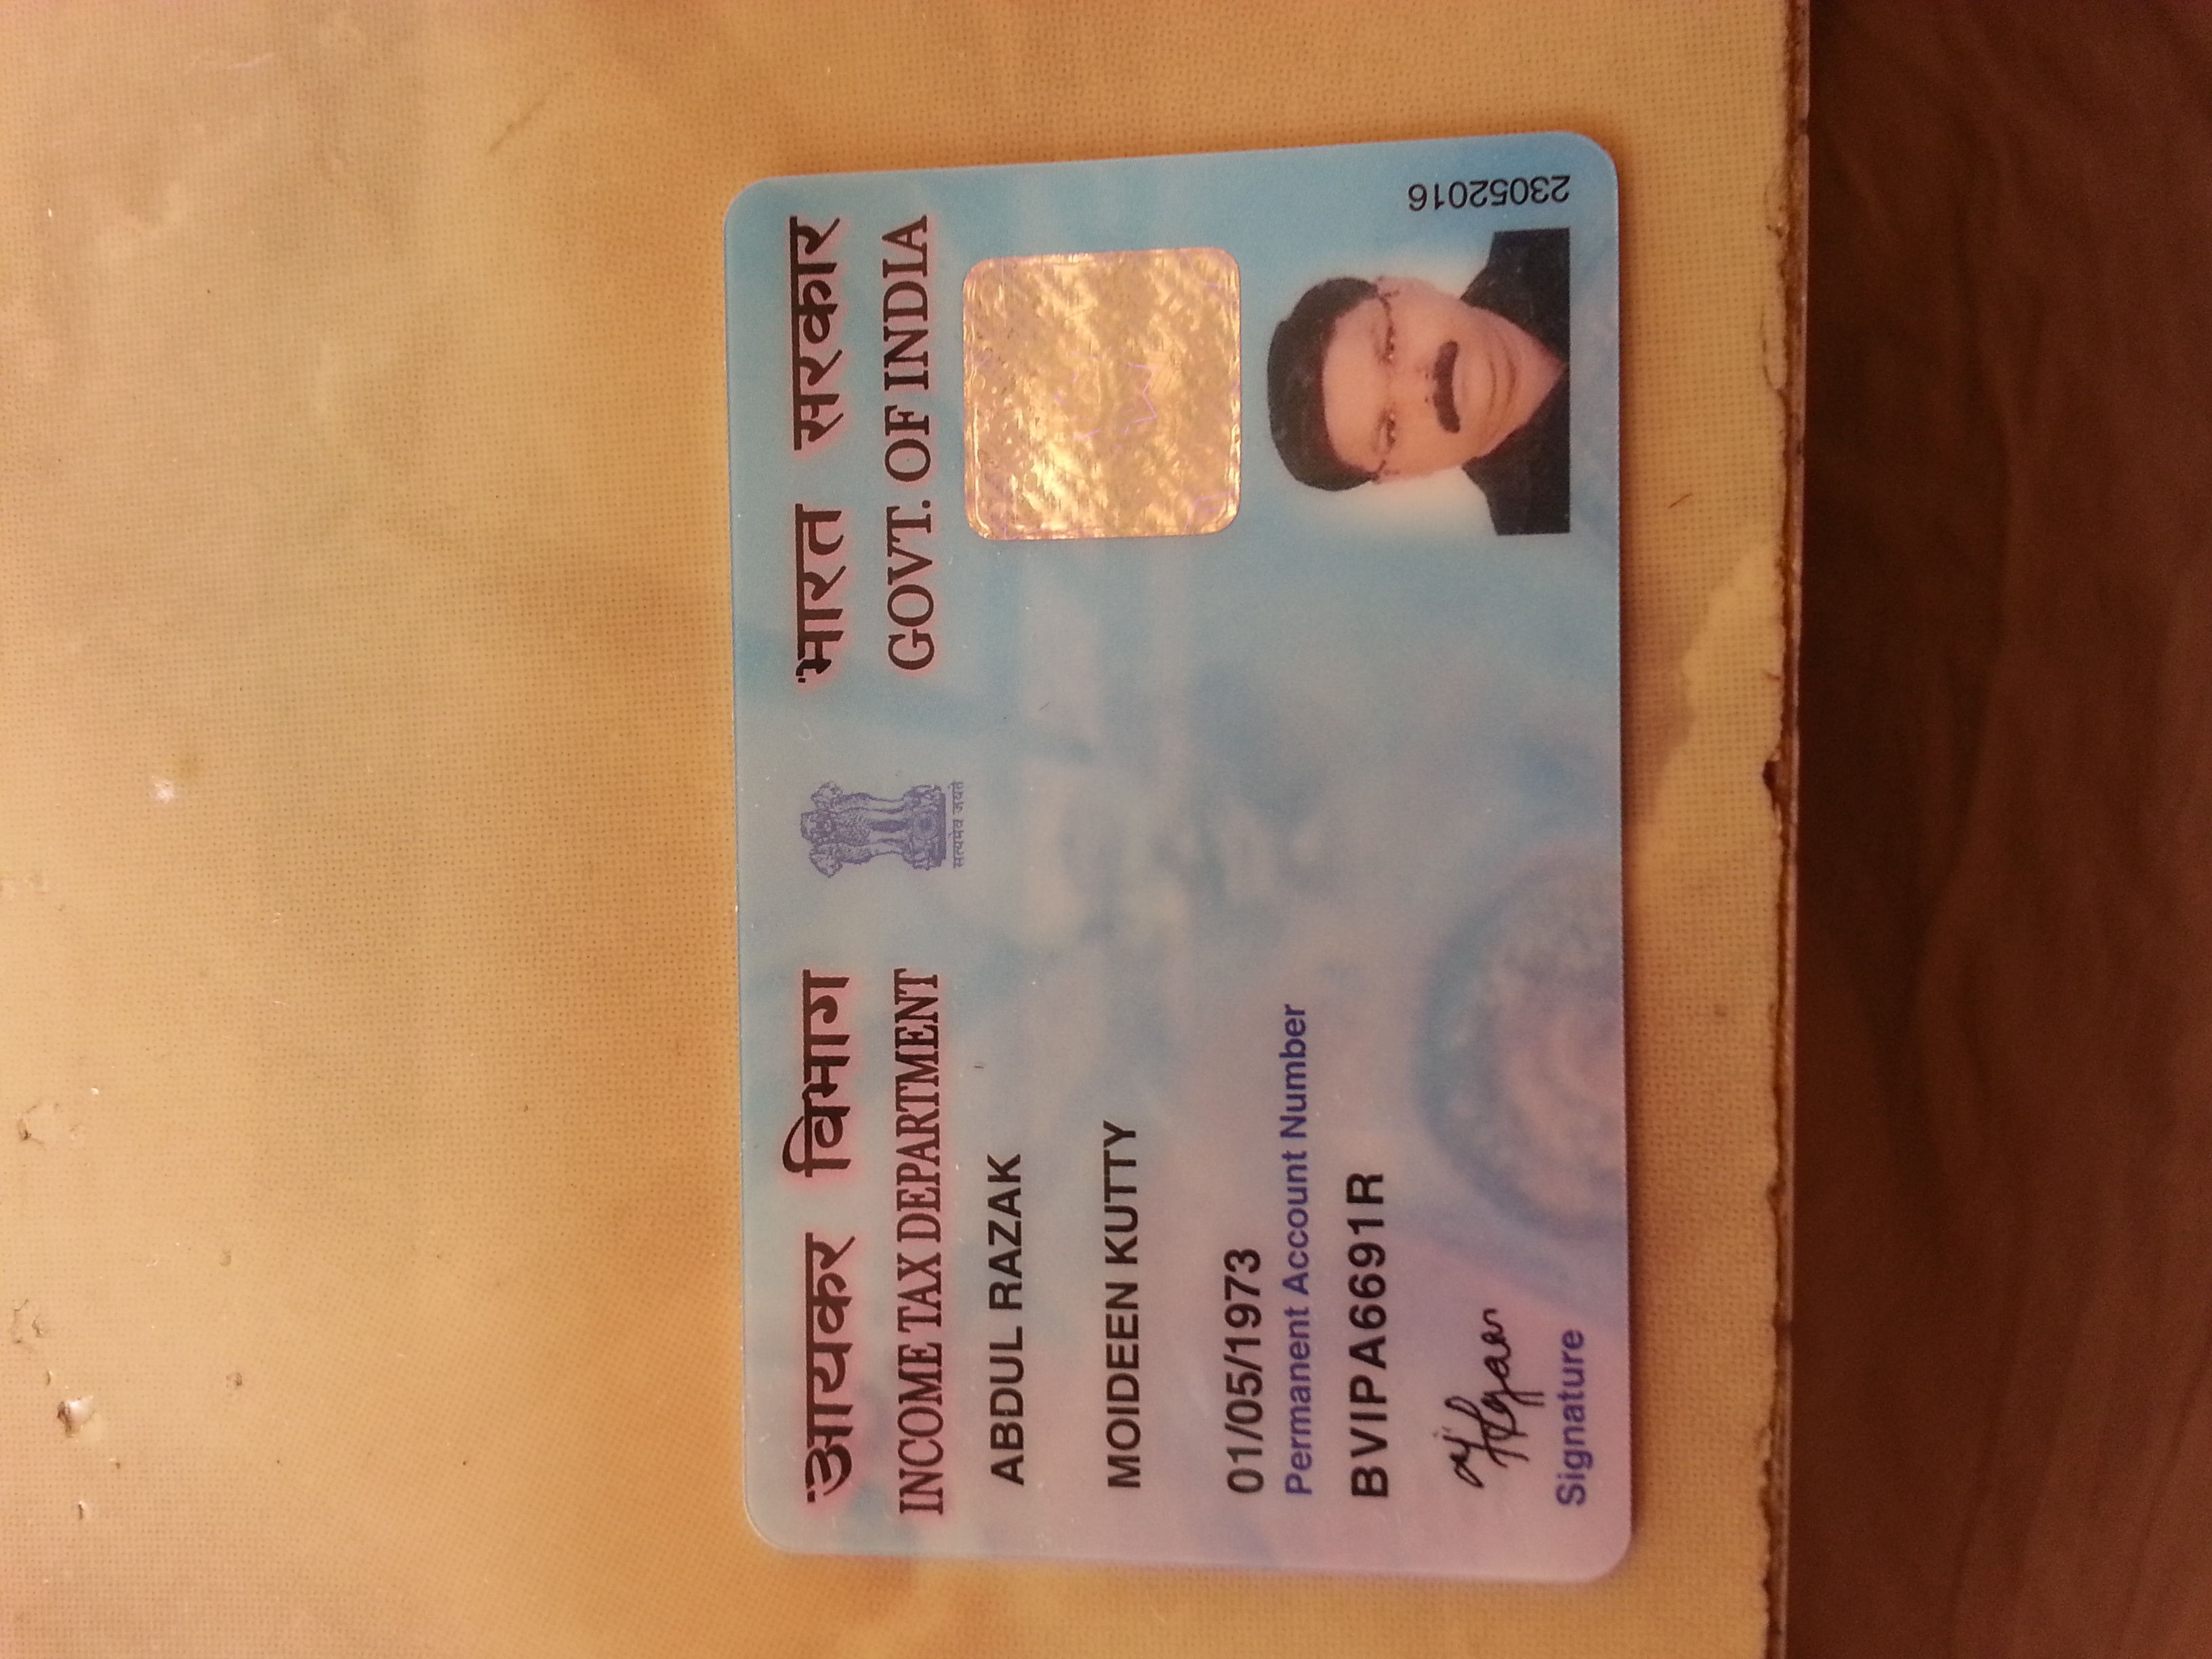 आयकर विभाग
INCOME TAX DEPARTMENT
भारत सरकार
GOVT. OF INDIA
सत्यमेव जयते
ABDUL RAZAK
MOIDEEN KUTTY
01/05/1973
Permanent Account Number
BVIPA6691R
Signature
23052016